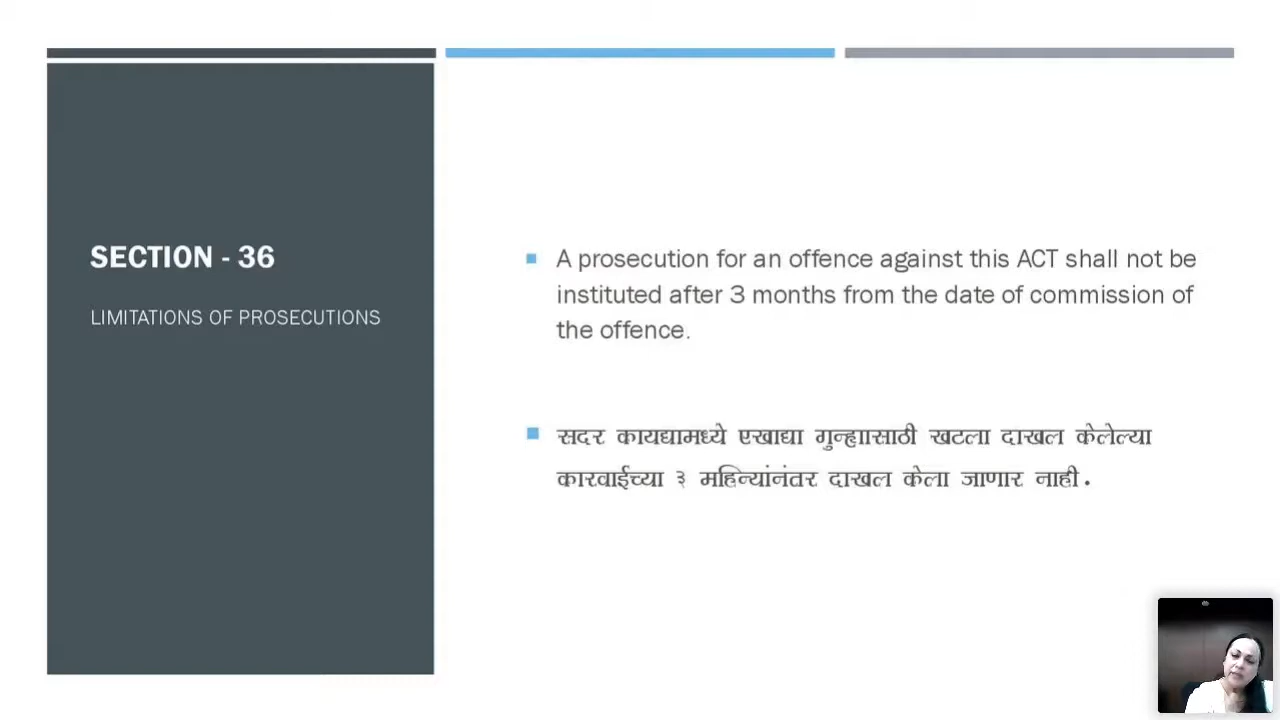 SECTION - 36
LIMITATIONS OF PROSECUTIONS
A prosecution for an offence against this ACT shall not be
instituted after 3 months from the date of commission of
the offence.
सदर कायद्यामध्ये एखाद्या गुन्ह्याासाठी खटला दाखल केलेल्या
कारवाईच्या ३ महिन्यांनंतर दाखल केला जाणार नाही.